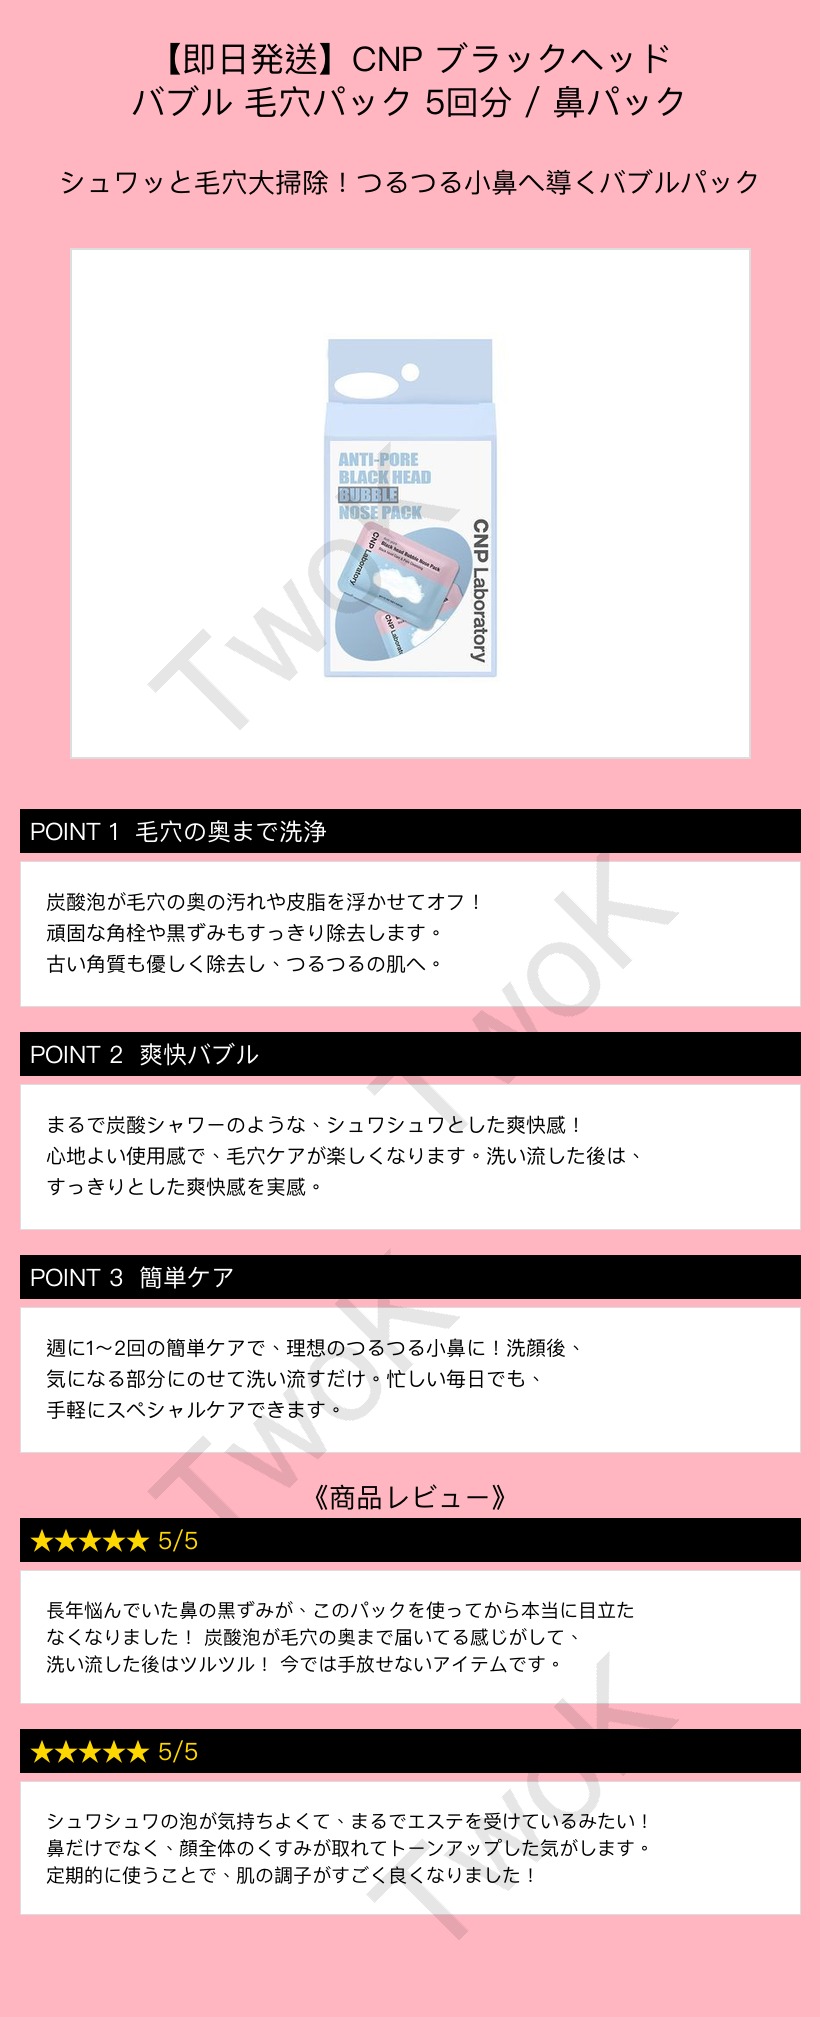 【即日発送】CNP ブラックヘッド
バブル 毛穴パック 5回分 / 鼻パック
シュワッと毛穴大掃除！つるつる小鼻へ導くバブルパック
ANTI-PORE
BLACK HEAD
BUBBLE
NOSE PACK
CNP Laboratory
CNP Laboratory
Black head Bubble Nose Pack
CNP Laborat
TwoK
POINT 1 毛穴の奥まで洗浄
炭酸泡が毛穴の奥の汚れや皮脂を浮かせてオフ！
頑固な角栓や黒ずみもすっきり除去します。
古い角質も優しく除去し、つるつるの肌へ。
TwoK
POINT 2 爽快バブル
まるで炭酸シャワーのような、シュワシュワとした爽快感！
心地よい使用感で、毛穴ケアが楽しくなります。洗い流した後は、
すっきりとした爽快感を実感。
POINT 3 簡単ケア
週に1〜2回の簡単ケアで、理想のつるつる小鼻に！洗顔後、
気になる部分にのせて洗い流すだけ。忙しい毎日でも、
手軽にスペシャルケアできます。
TwoK
《商品レビュー》
★★★★★ 5/5
長年悩んでいた鼻の黒ずみが、このパックを使ってから本当に目立た
なくなりました！ 炭酸泡が毛穴の奥まで届いてる感じがして、
洗い流した後はツルツル！ 今では手放せないアイテムです。
★★★★★ 5/5
シュワシュワの泡が気持ちよくて、まるでエステを受けているみたい！
鼻だけでなく、顔全体のくすみが取れてトーンアップした気がします。
定期的に使うことで、肌の調子がすごく良くなりました！
TwoK